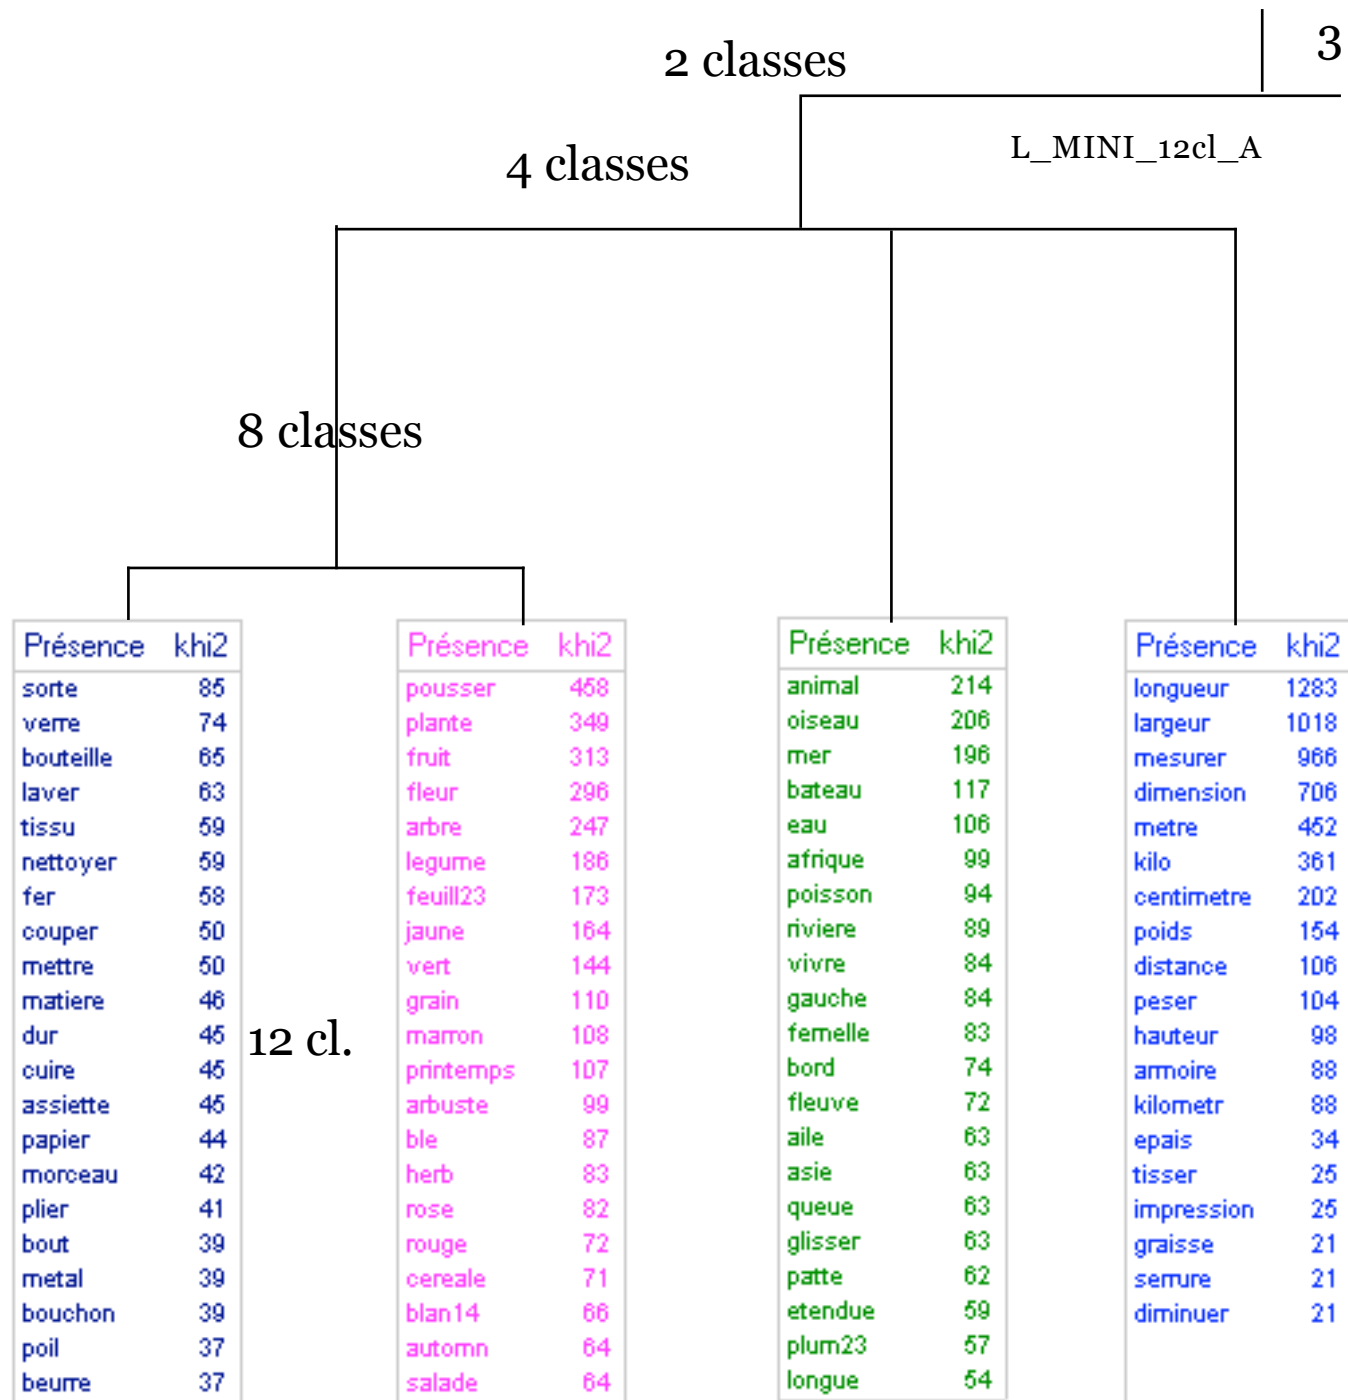 3
2 classes
L_MINI_12cl_A
4 classes
8 classes
12 cl.
Présence khi2
sorte 85
verre 74
bouteille 65
laver 63
tissu 59
nettoyer 59
fer 58
couper 50
mettre 50
matiere 46
dur 45
cuire 45
assiette 45
papier 44
morceau 42
plier 41
bout 39
metal 39
bouchon 39
poil 37
beurre 37
Présence khi2
pousser 458
plante 349
fruit 313
fleur 296
arbre 247
legume 186
feuill23 173
jaune 164
vert 144
grain 110
marron 108
printemps 107
arbuste 99
ble 87
herb 83
rose 82
rouge 72
cereale 71
blan14 66
automn 64
salade 64
Présence khi2
animal 214
oiseau 206
mer 196
bateau 117
eau 106
afrique 99
poisson 94
riviere 89
vivre 84
gauche 84
femelle 83
bord 74
fleuve 72
aile 63
asie 63
queue 63
glisser 63
patte 62
etendue 59
plum23 57
longue 54
Présence khi2
longueur 1283
largeur 1018
mesurer 966
dimension 706
metre 452
kilo 361
centimetre 202
poids 154
distance 106
peser 104
hauteur 98
armoire 88
kilometr 88
epais 34
tisser 25
impression 25
graisse 21
serrure 21
diminuer 21